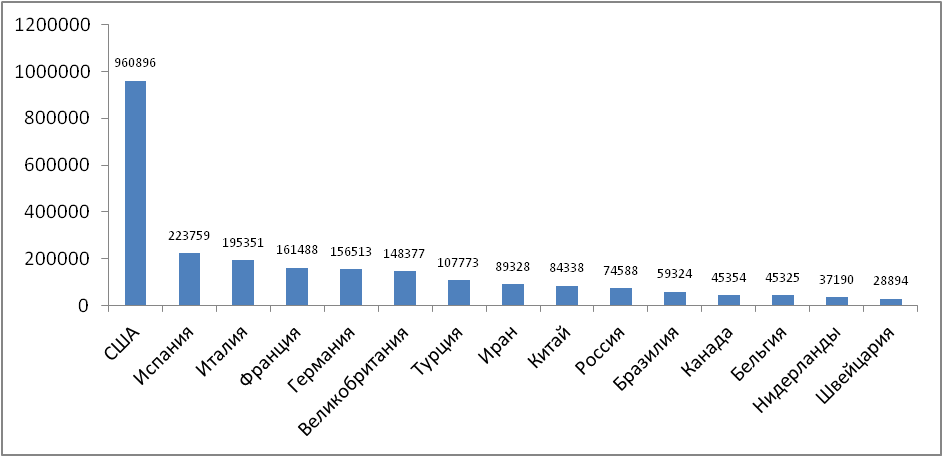 1200000
1000000
800000
600000
400000
200000
0
960896
223759
195351
161488
156513
148377
107773
89328
84338
74588
59324
45354
45325
37190
28894
США
Испания
Италия
Франция
Германия
Великобритания
Турция
Иран
Китай
Россия
Бразилия
Канада
Бельгия
Нидерланды
Швейцария